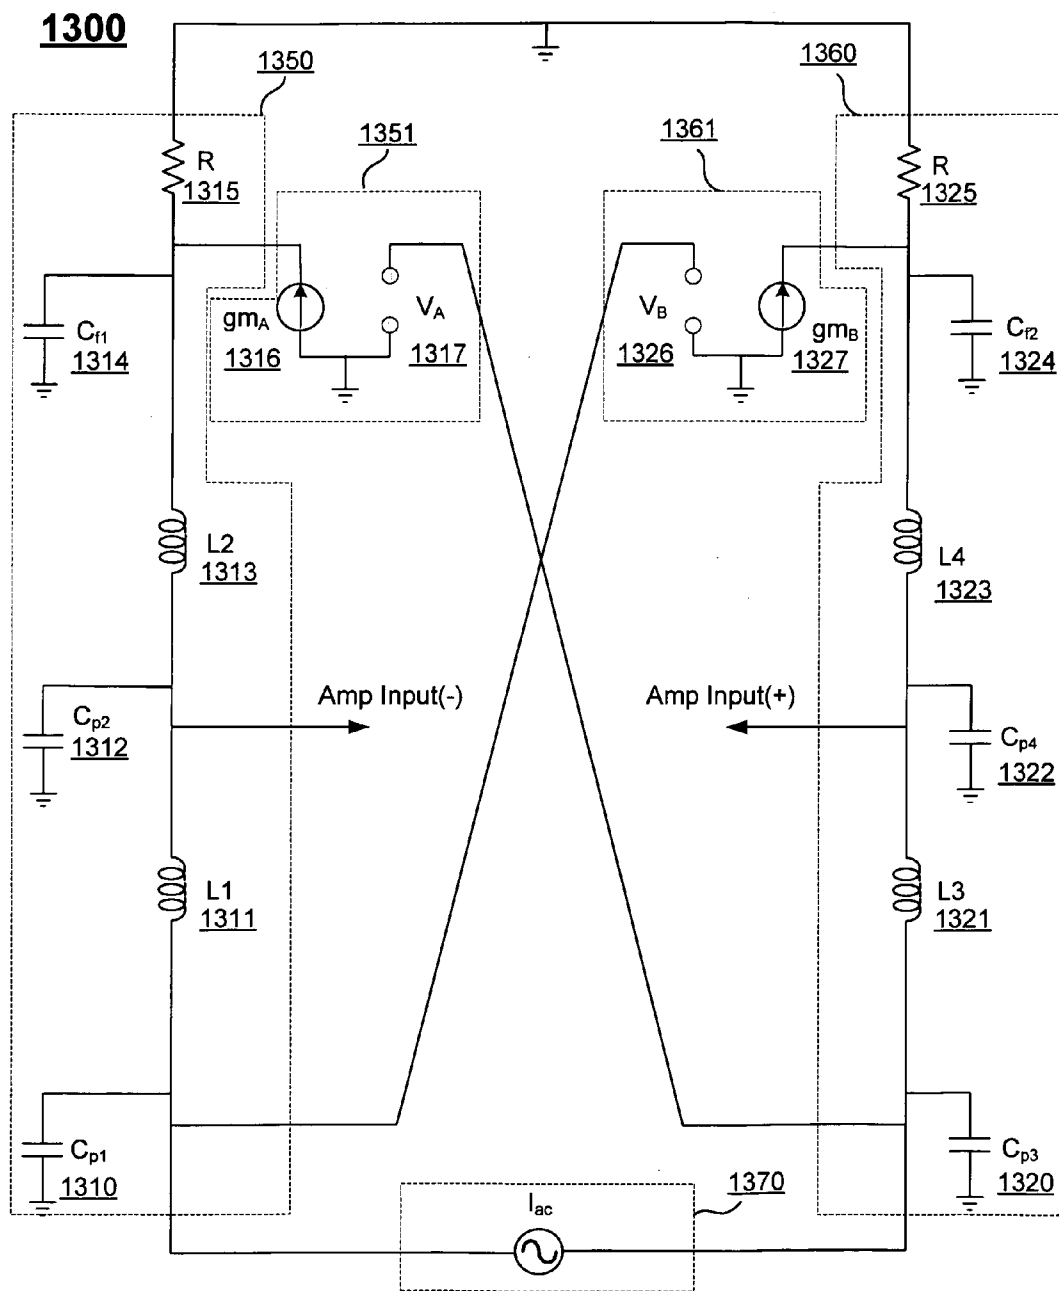 1300
1350
1360
1351
1361
R
1315
R
1325
gmA
1316
VA
1317
VB
1326
gmB
1327
Cf1
1314
Cf2
1324
L2
1313
L4
1323
Amp Input(-)
Amp Input(+)
Cp2
1312
Cp4
1322
L1
1311
L3
1321
Cp1
1310
Cp3
1320
1370
Iac